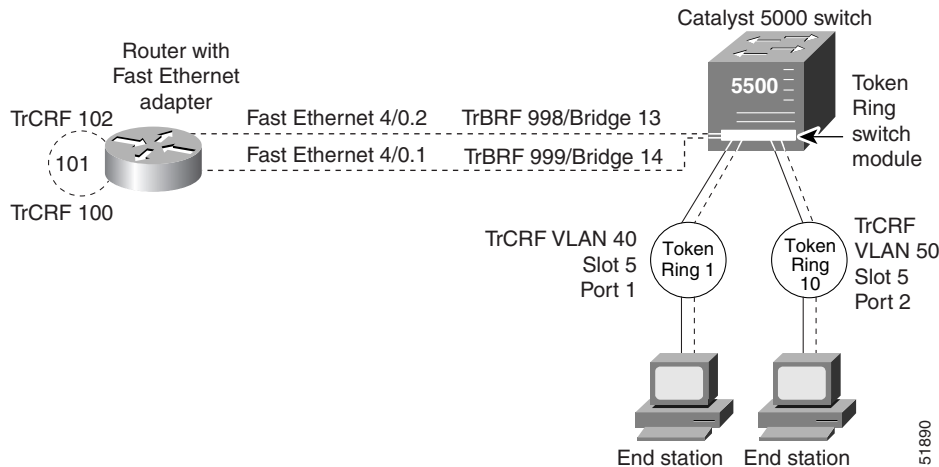 Catalyst 5000 switch
Router with
Fast Ethernet
adapter
5500
Token
Ring
switch
module
TrCRF 102
Fast Ethernet 4/0.2
TrBRF 998/Bridge 13
101
Fast Ethernet 4/0.1
TrBRF 999/Bridge 14
TrCRF 100
TrCRF VLAN 40
Slot 5
Port 1
Token
Ring 1
Token
Ring
10
TrCRF
VLAN 50
Slot 5
Port 2
End station
End station
51890